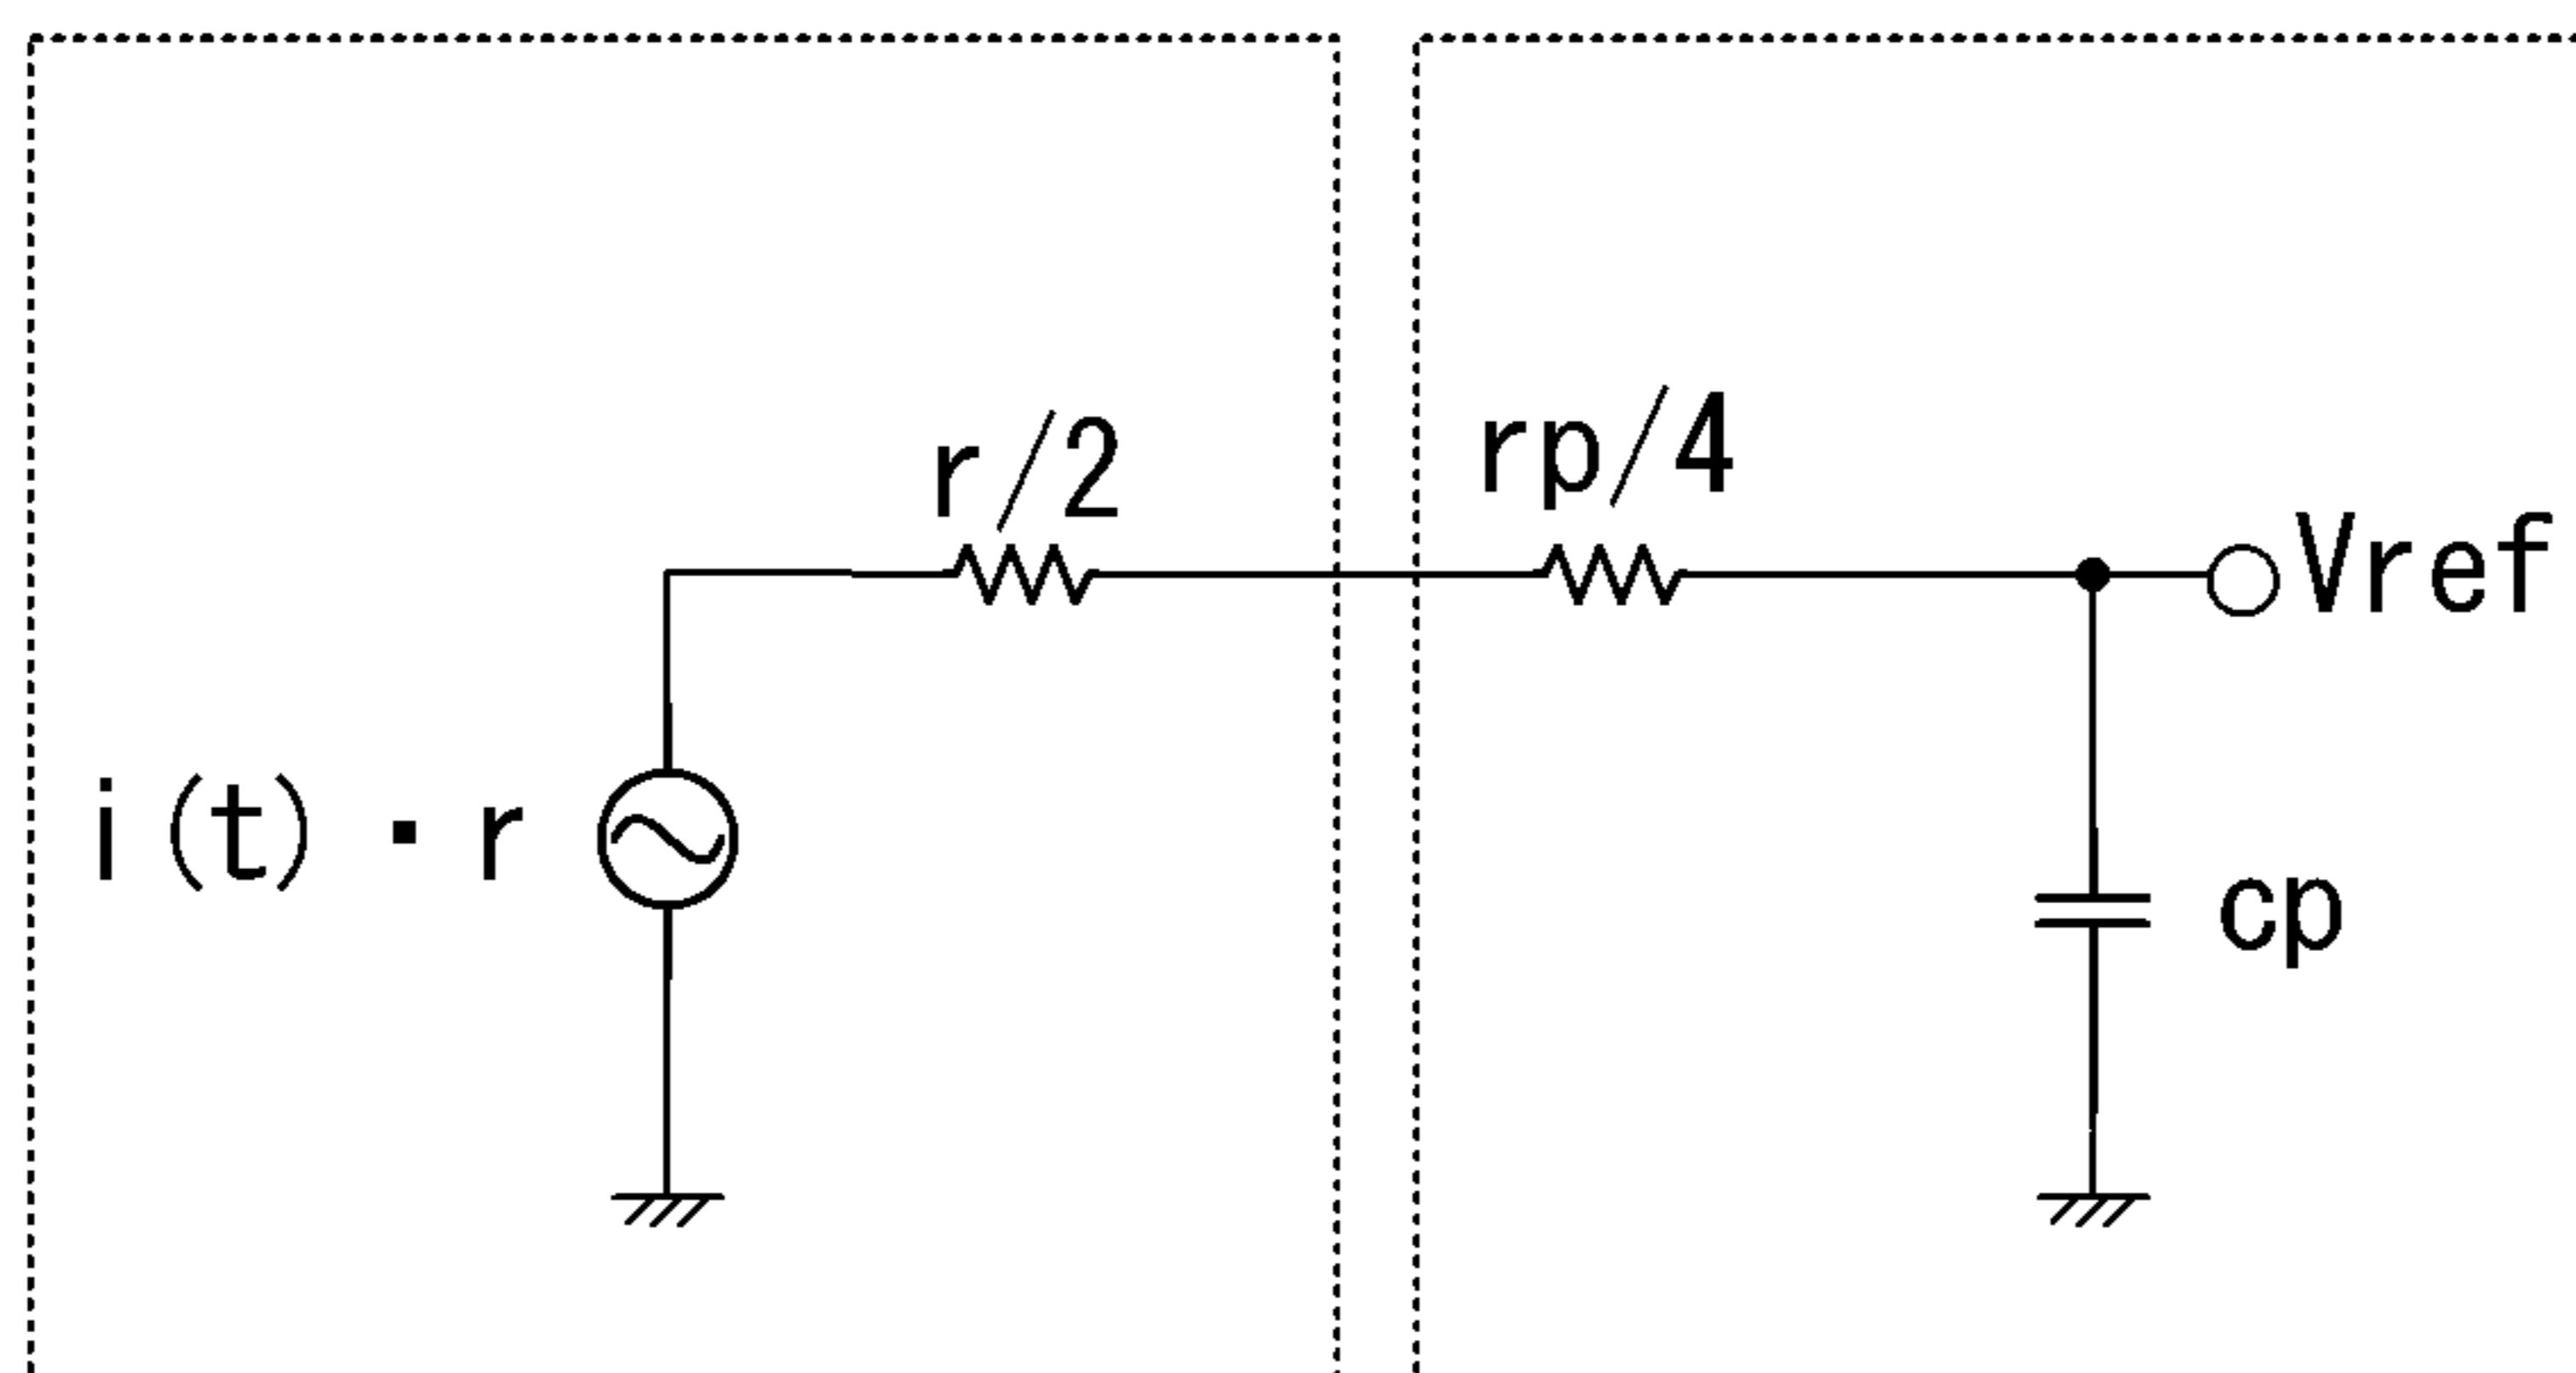 r/2
rp/4
Vref
i(t)・r
cp